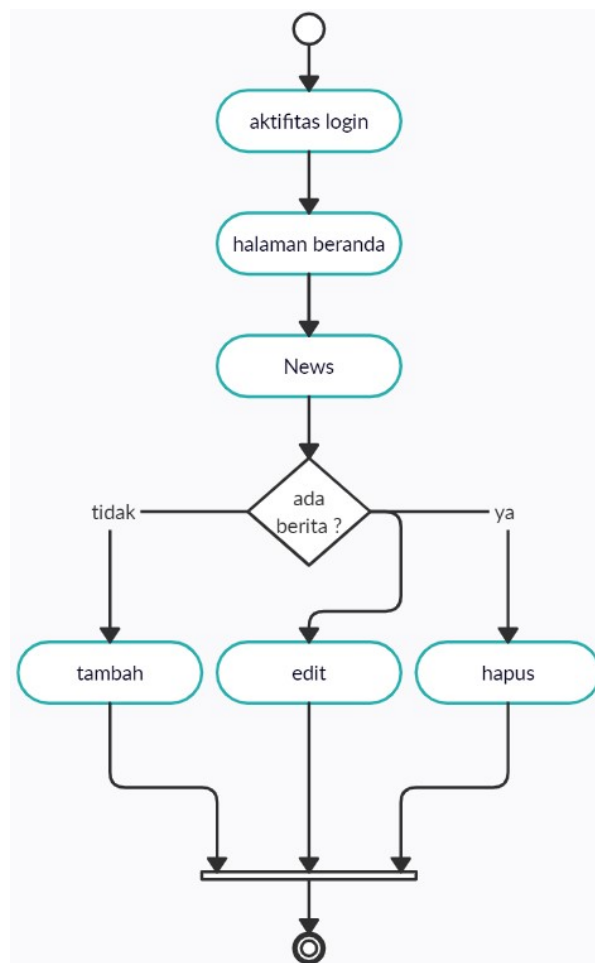 aktifitas login
halaman beranda
News
ada
berita ?
tidak
ya
tambah
edit
hapus